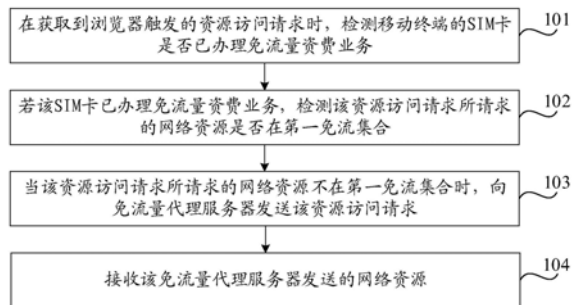 在获取到浏览器触发的资源访问请求时，检测移动终端的SIM卡
是否已办理免流量资费业务
101
若该SIM卡已办理免流量资费业务，检测该资源访问请求所请求
的网络资源是否在第一免流集合
102
当该资源访问请求所请求的网络资源不在第一免流集合时，向
免流量代理服务器发送该资源访问请求
103
接收该免流量代理服务器发送的网络资源
104